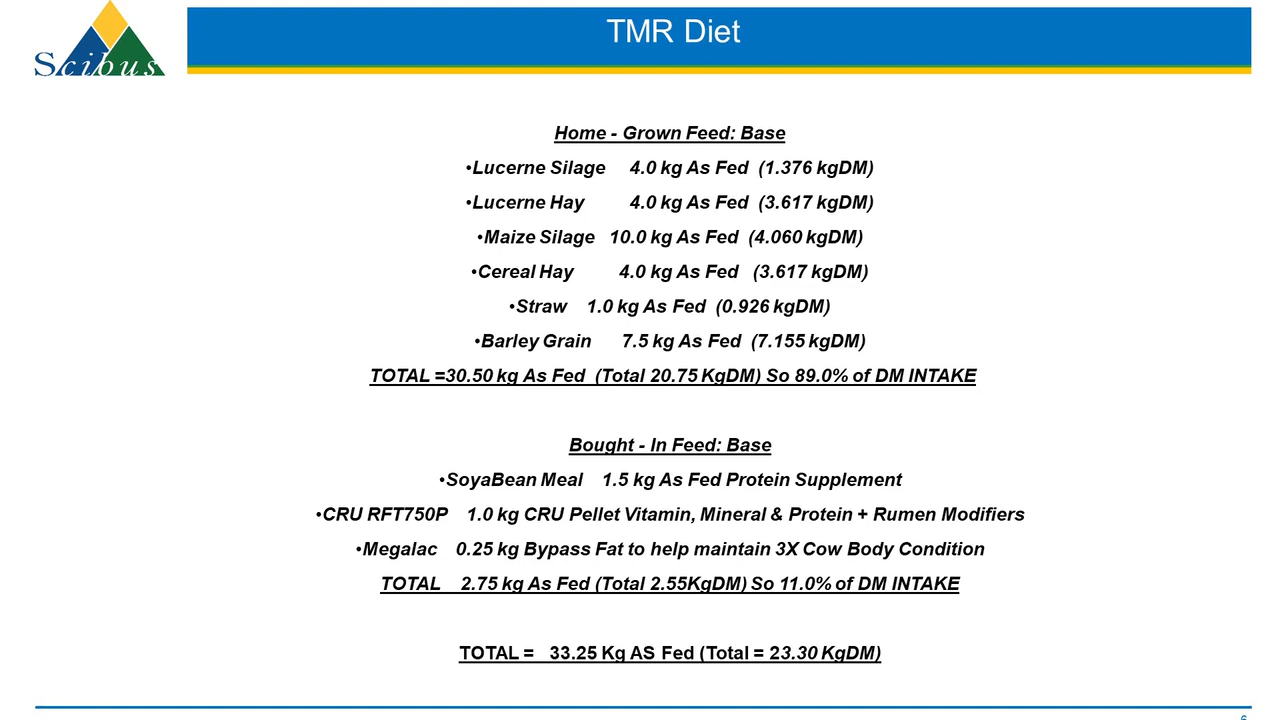 Scibus
TMR Diet
Home - Grown Feed: Base
•Lucerne Silage 4.0 kg As Fed (1.376 kgDM)
•Lucerne Hay 4.0 kg As Fed (3.617 kgDM)
•Maize Silage 10.0 kg As Fed (4.060 kgDM)
•Cereal Hay 4.0 kg As Fed (3.617 kgDM)
•Straw 1.0 kg As Fed (0.926 kgDM)
•Barley Grain 7.5 kg As Fed (7.155 kgDM)
TOTAL =30.50 kg As Fed (Total 20.75 KgDM) So 89.0% of DM INTAKE
Bought - In Feed: Base
•SoyaBean Meal 1.5 kg As Fed Protein Supplement
•CRU RFT750P 1.0 kg CRU Pellet Vitamin, Mineral & Protein + Rumen Modifiers
•Megalac 0.25 kg Bypass Fat to help maintain 3X Cow Body Condition
TOTAL 2.75 kg As Fed (Total 2.55KgDM) So 11.0% of DM INTAKE
TOTAL = 33.25 Kg AS Fed (Total = 23.30 KgDM)